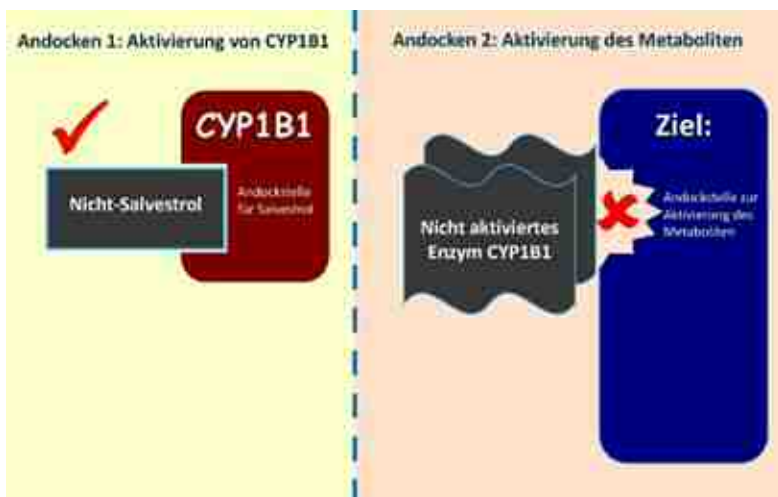 Andocken 1: Aktivierung von CYP1B1
CYP1B1
Nicht-Salvestrol
Andockstelle
für Salvestrol
Andocken 2: Aktivierung des Metaboliten
Ziel:
Nicht aktiviertes
Enzym CYP1B1
Andockstelle zur
Aktivierung des
Metaboliten